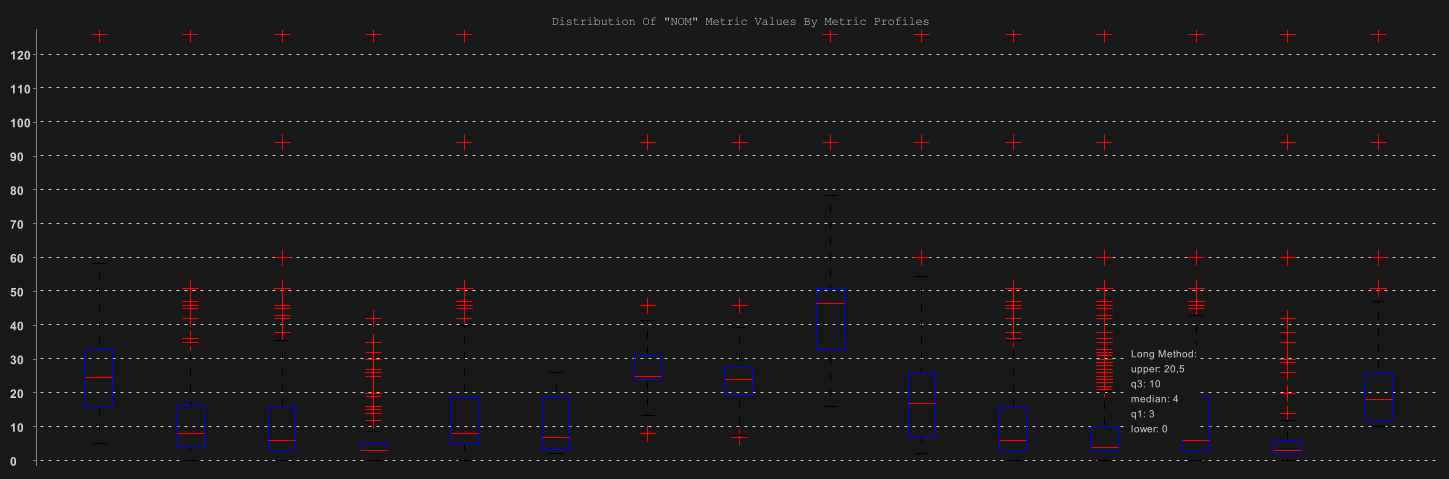 Distribution Of "NOM" Metric Values By Metric Profiles
120
110
100
90
80
70
60
50
40
30
20
10
0
Long Method:
upper: 20,5
q3: 10
median: 4
q1: 3
lower: 0